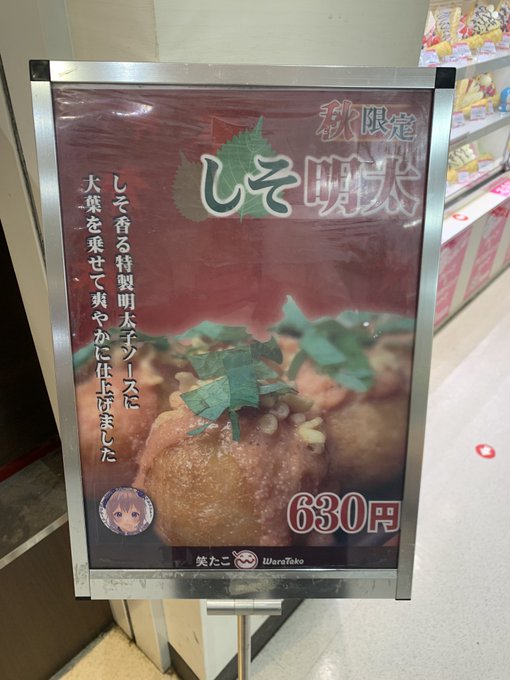 秋限定
しそ明太
しそ香る特製明太子ソースに
大葉を乗せて爽やかに仕上げました
630円
笑たこ WaraTako